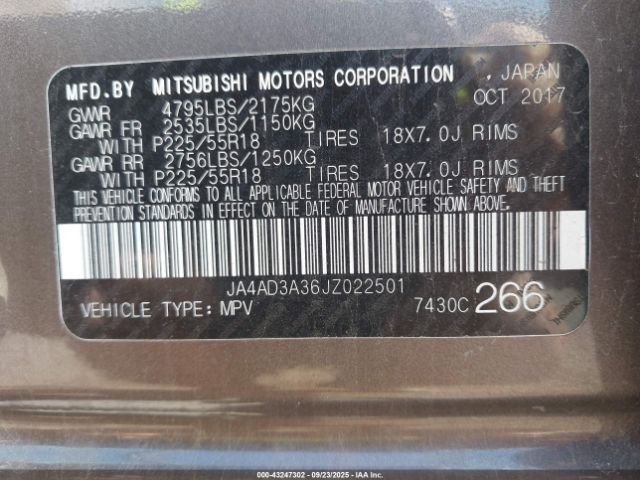 MFD.BY MITSUBISHI MOTORS CORPORATION , JAPAN
GVWR 4795LBS/2175KG OCT 2017
GAWR FR 2535LBS/1150KG
WITH P225/55R18 TIRES 18X7.0J RIMS
GAWR RR 2756LBS/1250KG
WITH P225/55R18 TIRES 18X7.0J RIMS
THIS VEHICLE CONFORMS TO ALL APPLICABLE FEDERAL MOTOR VEHICLE SAFETY AND THEFT
PREVENTION STANDARDS IN EFFECT ON THE DATE OF MANUFACTURE SHOWN ABOVE.
JA4AD3A36JZ022501
VEHICLE TYPE: MPV 7430C 266
000-43247302 - 09/23/2025 - IAA Holdings, LLC